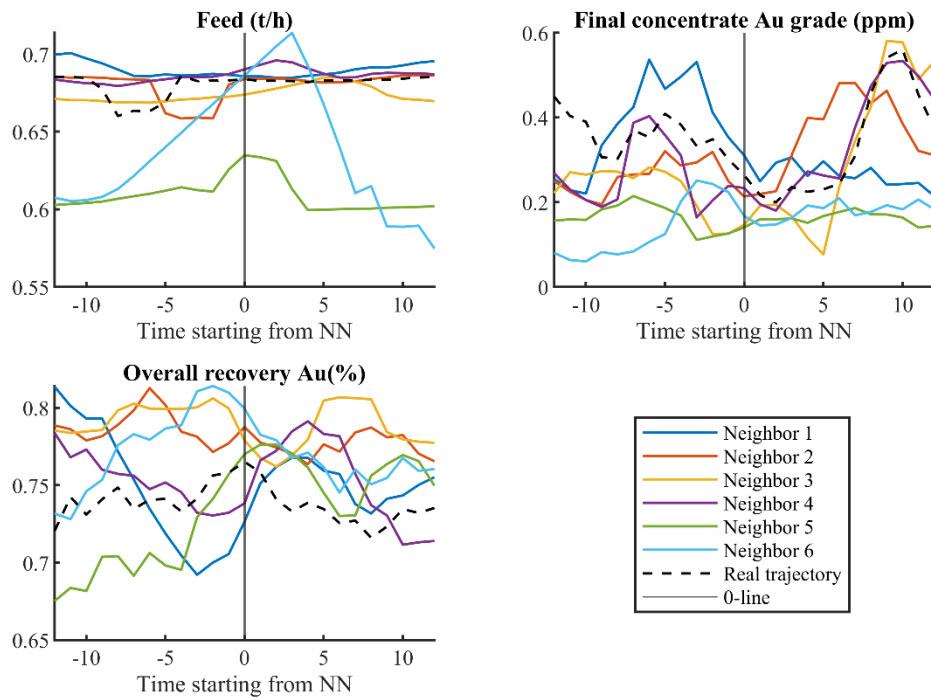 Feed (t/h)
0.7
0.65
0.6
0.55
-10 -5 0 5 10
Time starting from NN
Final concentrate Au grade (ppm)
0.6
0.4
0.2
0
-10 -5 0 5 10
Time starting from NN
Overall recovery Au(%)
0.8
0.75
0.7
0.65
-10 -5 0 5 10
Time starting from NN
Neighbor 1
Neighbor 2
Neighbor 3
Neighbor 4
Neighbor 5
Neighbor 6
Real trajectory
0-line